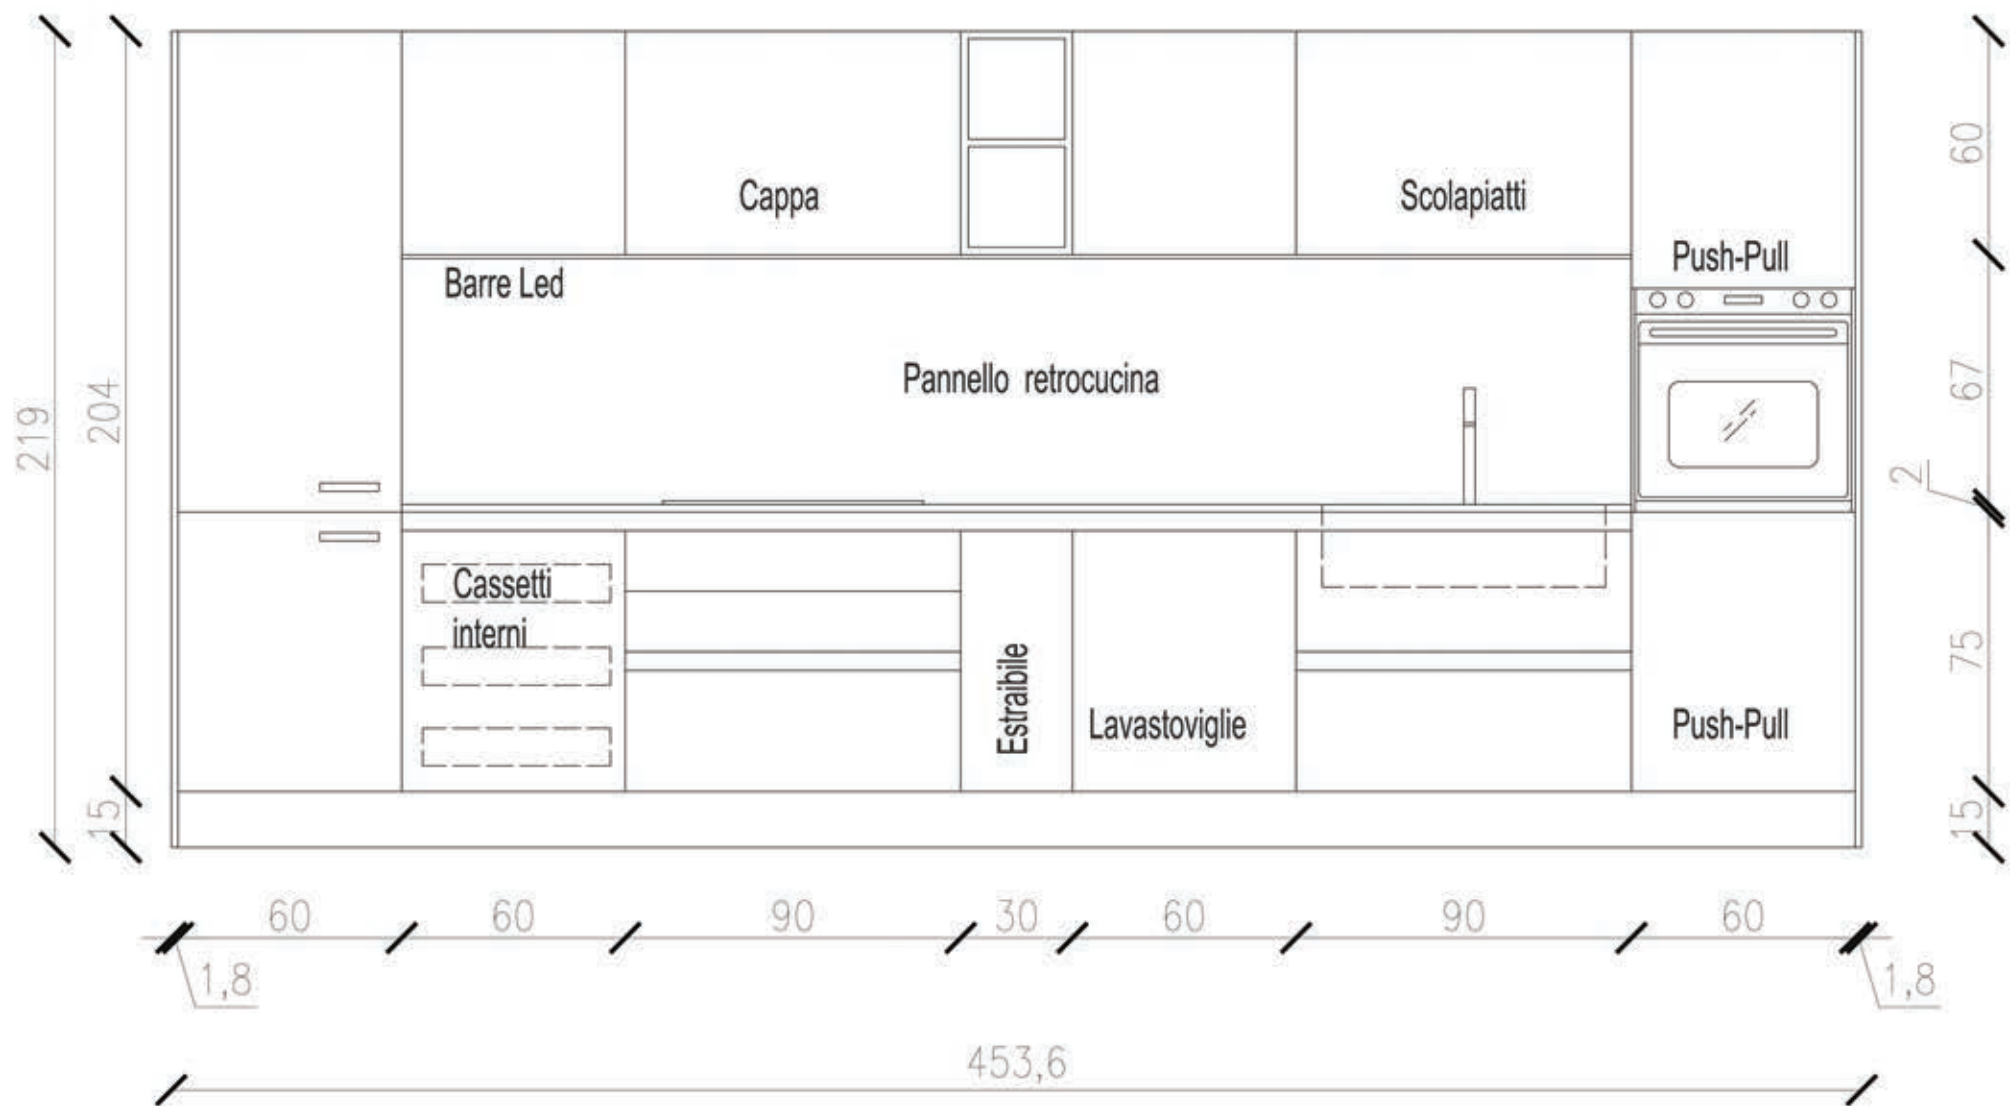 Cappa
Scolapiatti
Push-Pull
Barre Led
Pannello retrocucina
Cassetti
interni
Estraibile
Lavastoviglie
Push-Pull
219
204
15
60
67
2
75
15
60
60
90
30
60
90
60
1,8
1,8
453,6